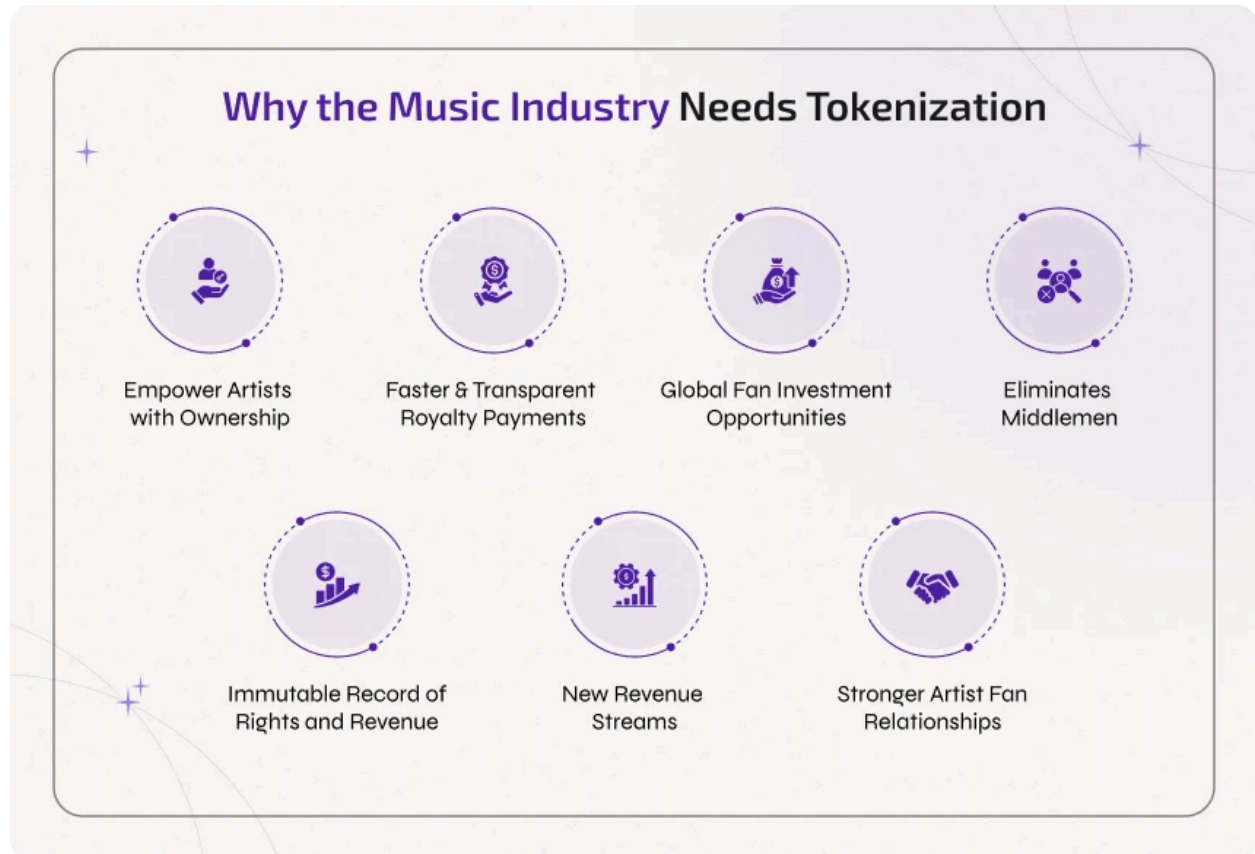 Why the Music Industry Needs Tokenization
Empower Artists
with Ownership
Faster & Transparent
Royalty Payments
Global Fan Investment
Opportunities
Eliminates
Middlemen
Immutable Record of
Rights and Revenue
New Revenue
Streams
Stronger Artist Fan
Relationships